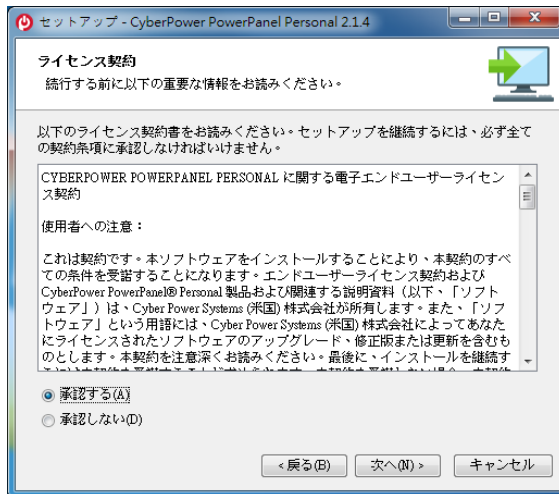 セットアップ - CyberPower PowerPanel Personal 2.1.4
ライセンス契約
続行する前に以下の重要な情報をお読みください。
以下のライセンス契約書をお読みください。セットアップを継続するには、必ず全て
の契約条項に承認しなければいけません。
CYBERPOWER POWERPANEL PERSONAL に関する電子エンドユーザーライセン
ス契約
使用者への注意：
これは契約です。本ソフトウェアをインストールすることにより、本契約のすべ
ての条件を受諾することになります。エンドユーザーライセンス契約および
CyberPower PowerPanel® Personal 製品および関連する説明資料（以下、「ソフト
ウェア」）は、Cyber Power Systems (米国) 株式会社が所有します。また、「ソフ
トウェア」という用語には、Cyber Power Systems (米国) 株式会社によってあなた
にライセンスされたソフトウェアのアップグレード、修正版または更新を含むも
のとします。本契約を注意深くお読みください。最後に、インストールを継続す
承認する(A)
承認しない(D)
<戻る(B)
次へ(N)>
キャンセル